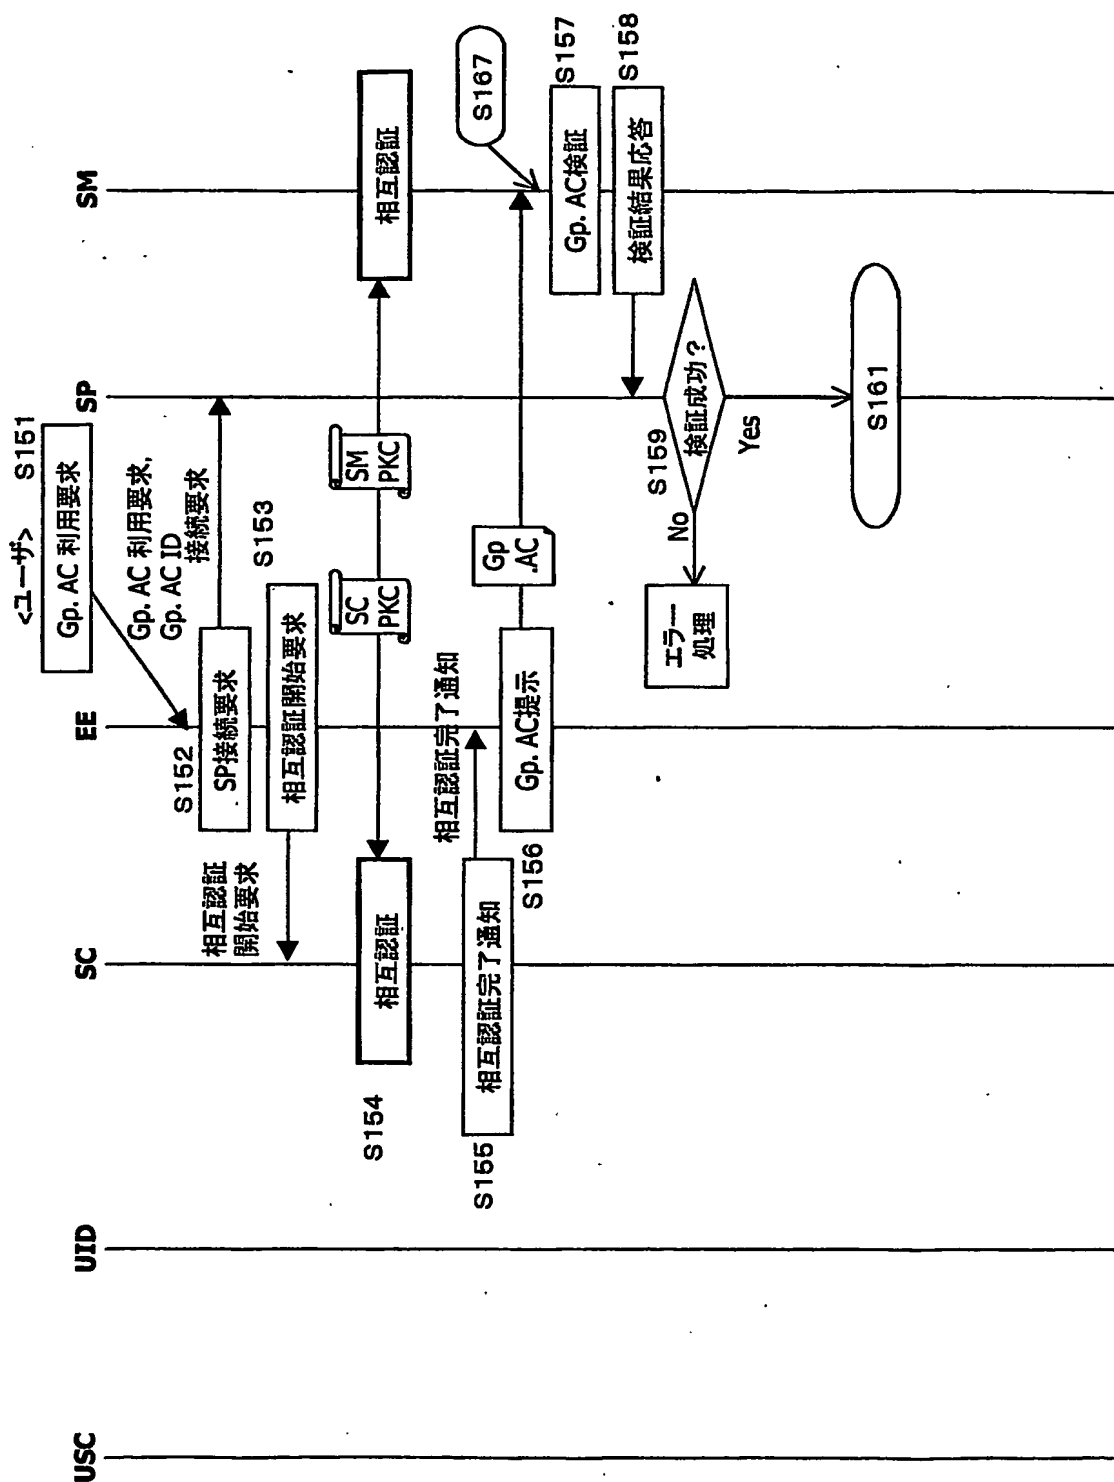 USC
UID
SC
EE
SP
SM
<ユーザ>
S151
Gp. AC 利用要求
Gp. AC 利用要求,
Gp. AC ID
接続要求
S152
SP接続要求
S153
相互認証開始要求
相互認証
開始要求
S154
相互認証
SC
PKC
SM
PKC
相互認証
S155
相互認証完了通知
相互認証完了通知
S156
Gp. AC提示
Gp
.AC
S167
S157
Gp. AC検証
S158
検証結果応答
S159
検証成功?
No
Yes
エラー
処理
S161